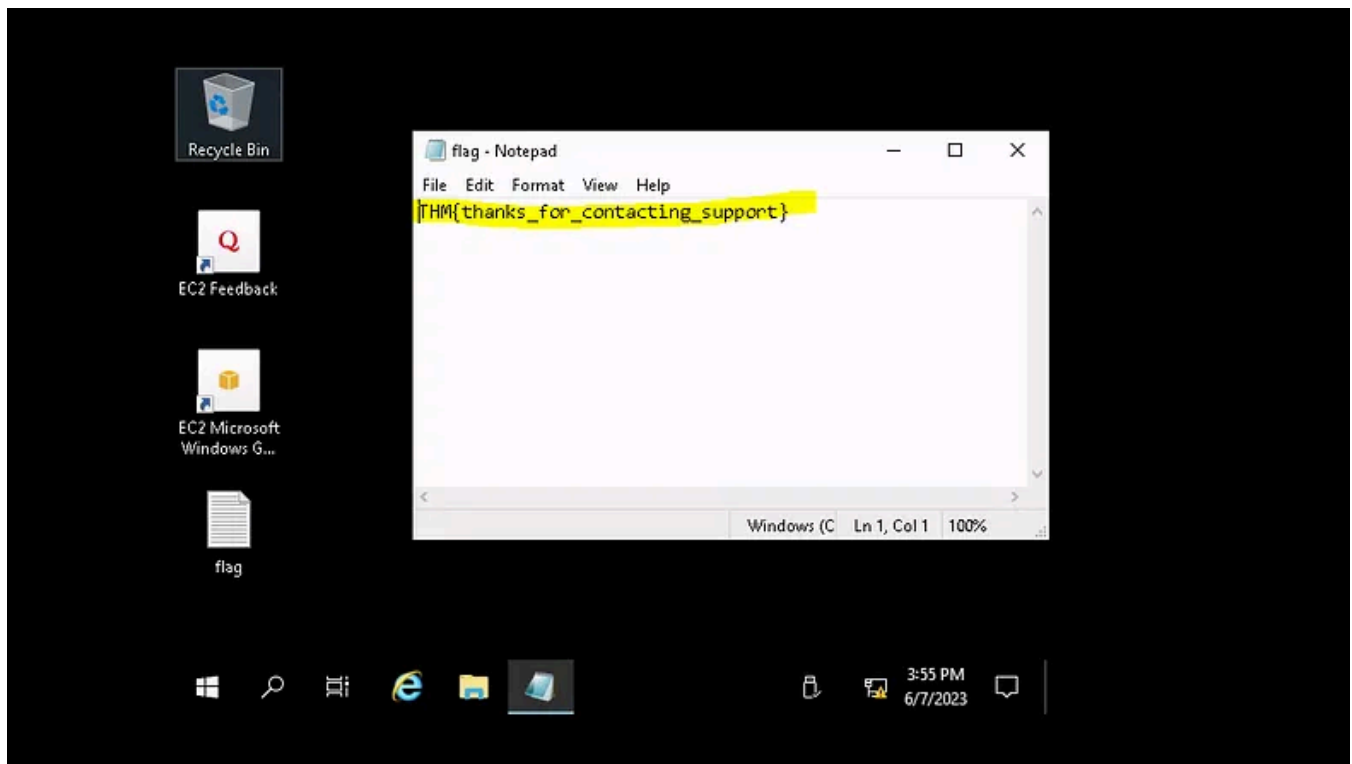 Recycle Bin
EC2 Feedback
EC2 Microsoft
Windows G...
flag
flag - Notepad
File Edit Format View Help
THM{thanks_for_contacting_support}
Windows (C Ln 1, Col 1 100%
3:55 PM
6/7/2023